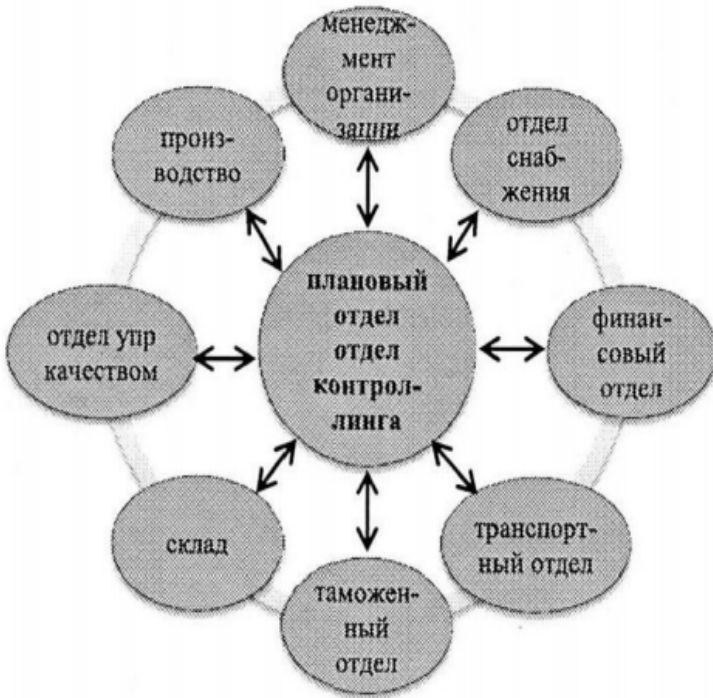 менедж-
мент
органи-
зации
отдел
снаб-
жения
финан-
совый
отдел
транспорт-
ный отдел
таможен-
ный
отдел
склад
отдел упр
качеством
произ-
водство
плановый
отдел
отдел
контрол-
линга